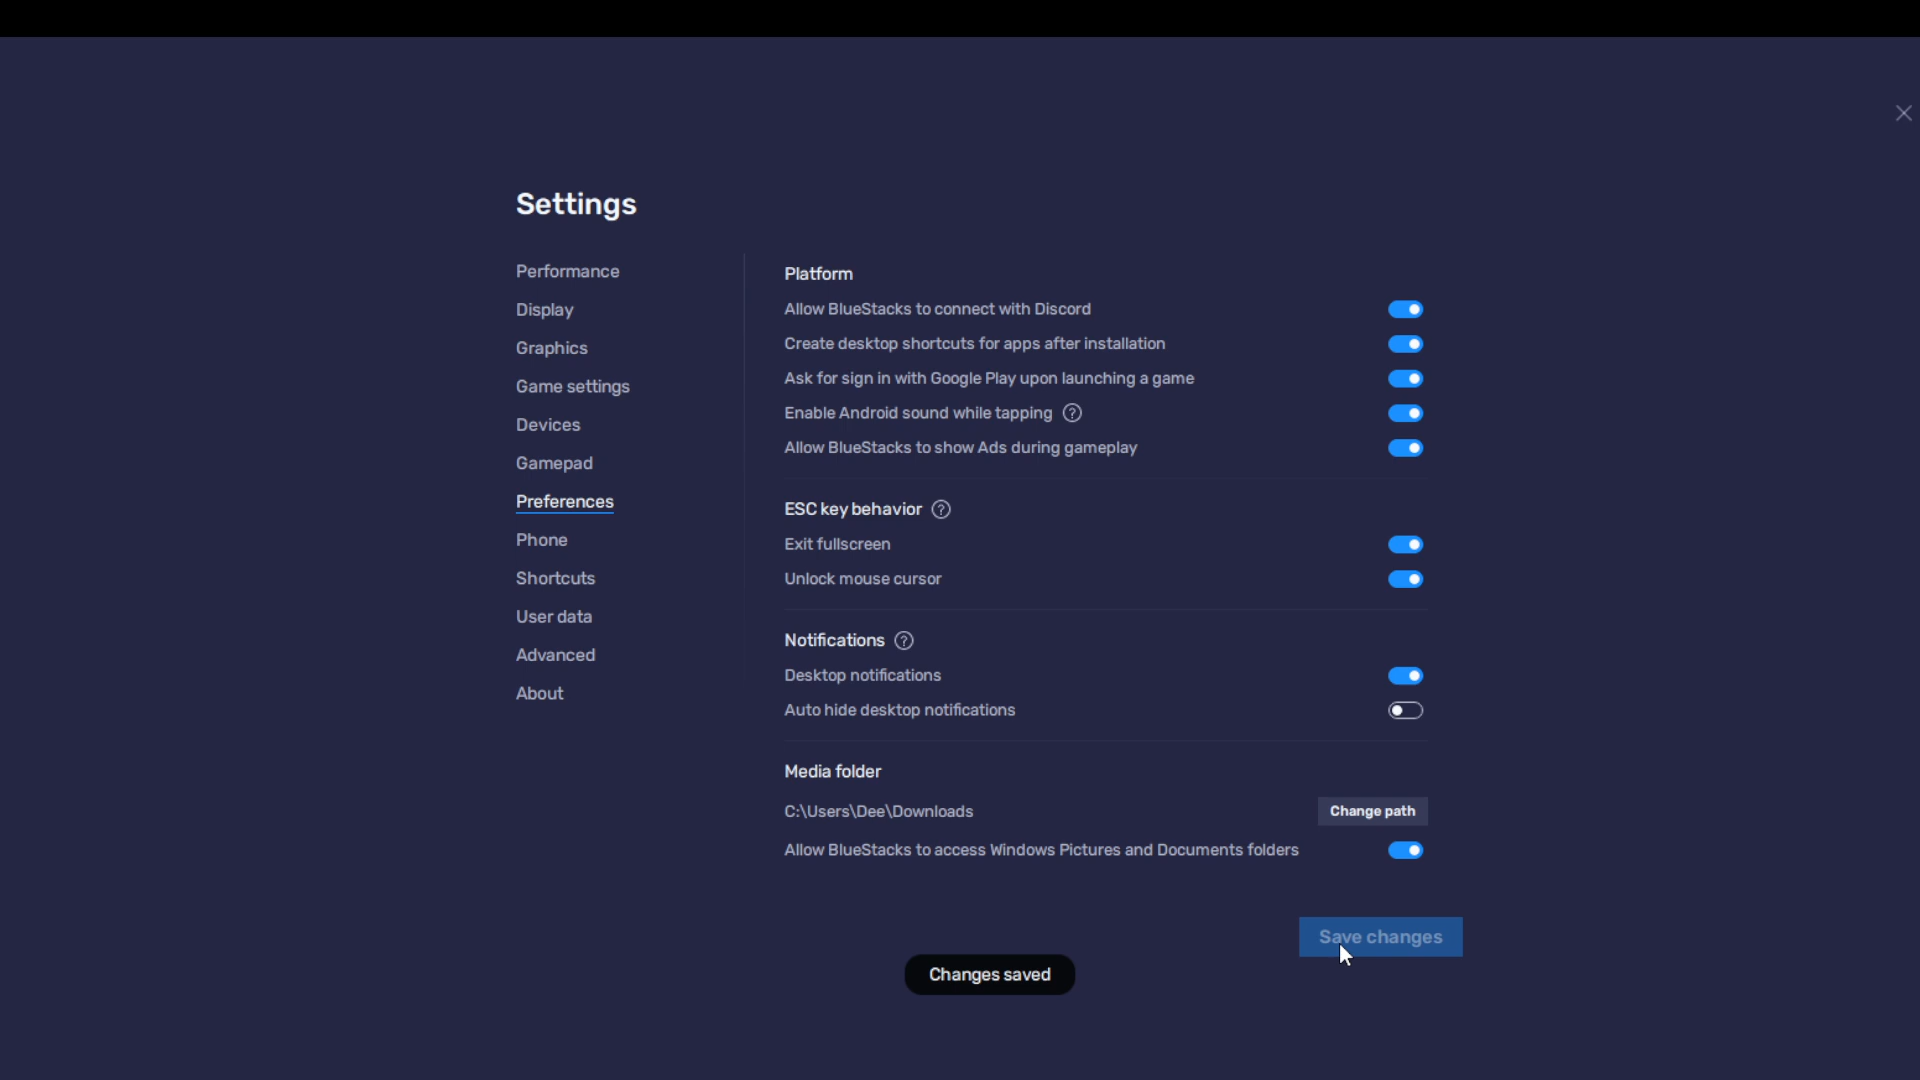 Settings
Performance
Display
Graphics
Game settings
Devices
Gamepad
Preferences
Phone
Shortcuts
User data
Advanced
About
Platform
Allow BlueStacks to connect with Discord
Create desktop shortcuts for apps after installation
Ask for sign in with Google Play upon launching a game
Enable Android sound while tapping ?
Allow BlueStacks to show Ads during gameplay
ESC key behavior ?
Exit fullscreen
Unlock mouse cursor
Notifications ?
Desktop notifications
Auto hide desktop notifications
Media folder
C:\Users\Dee\Downloads Change path
Allow BlueStacks to access Windows Pictures and Documents folders
Save changes
Changes saved